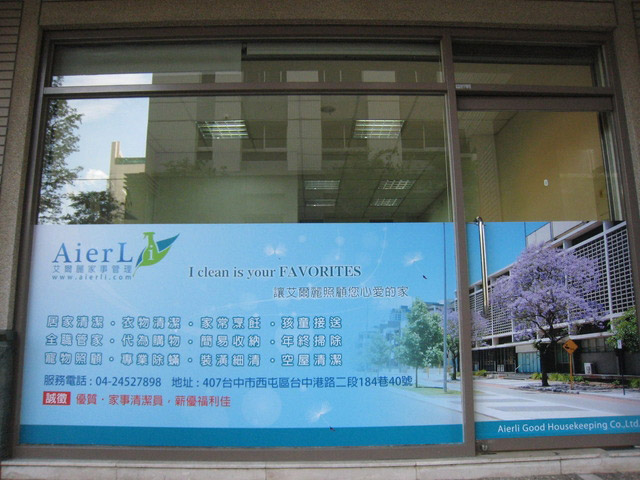 AierLi
艾爾麗家事管理
www.aierli.com
I clean is your FAVORITES
讓艾爾麗照顧您心愛的家
居家清潔・衣物清潔・家常烹飪・孩童接送
全職管家・代為購物・簡易收納・年終掃除
寵物照顧・專業除蟎・裝潢細清・空屋清潔
服務電話：04-24527898 地址：407台中市西屯區台中港路二段184巷40號
誠徵 優質・家事清潔員，薪優福利佳
Aierli Good Housekeeping Co.,Ltd.